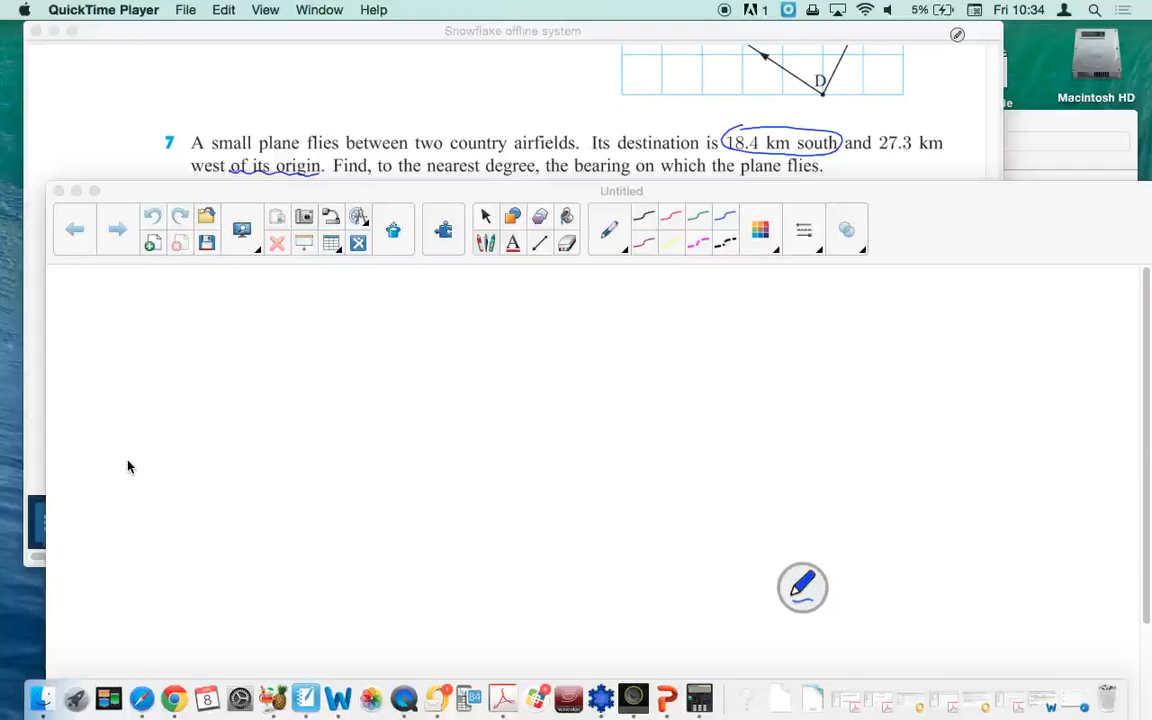 QuickTime Player File Edit View Window Help 1 5% Fri 10:34
Snowflake offline system
D
7 A small plane flies between two country airfields. Its destination is 18.4 km south and 27.3 km
west of its origin. Find, to the nearest degree, the bearing on which the plane flies.
Macintosh HD
Untitled
A
8